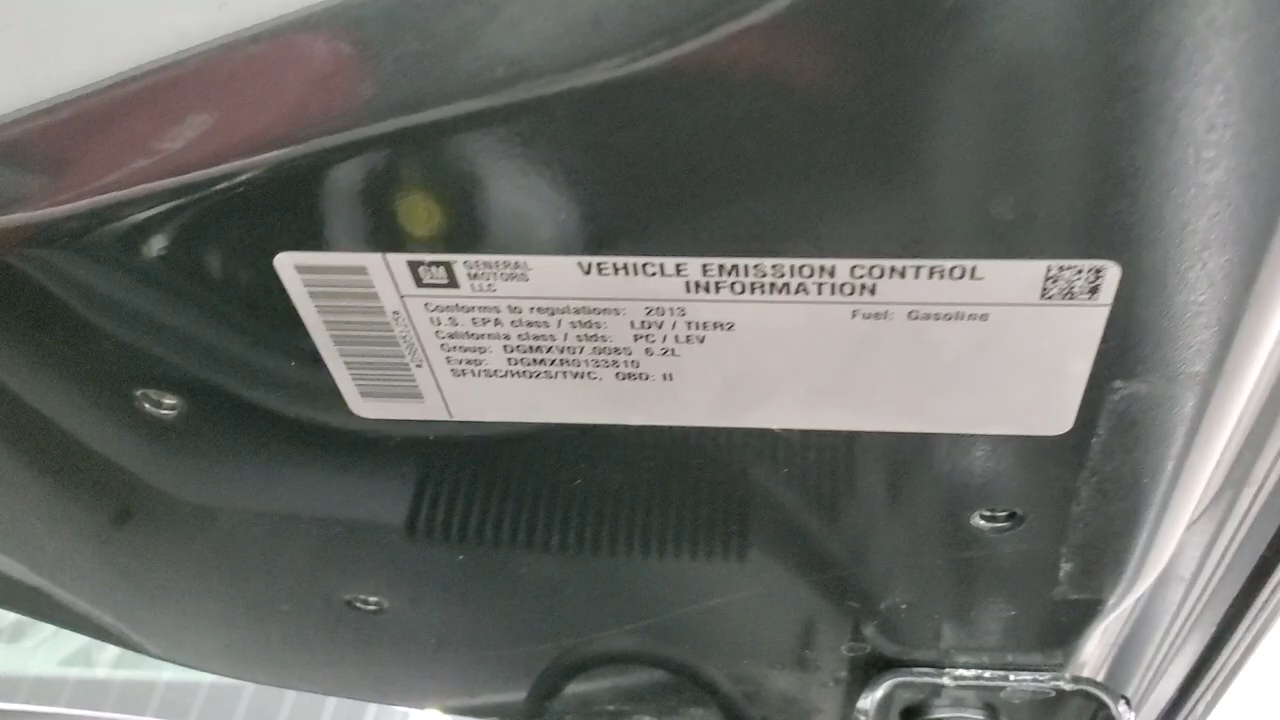 GM GENERAL MOTORS LLC
VEHICLE EMISSION CONTROL INFORMATION
Conforms to regulations: 2013
Fuel: Gasoline
U.S. EPA class / stds: LDV / TIER2
California class / stds: PC / LEV
Group: DGMXV07.0085 6.2L
Evap: DGMXR0133810
SFI/SC/HO2S/TWC, OBD: II